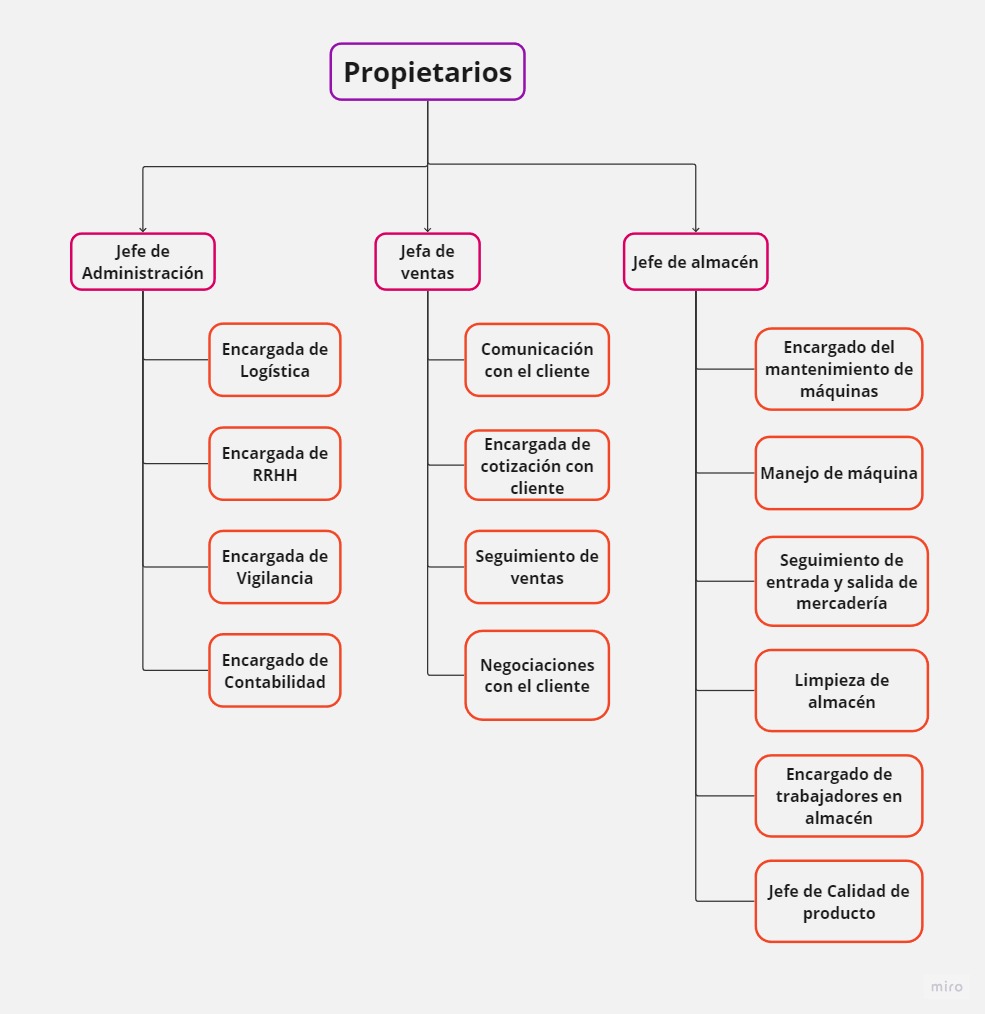 Propietarios
Jefe de
Administración
Jefa de
ventas
Jefe de almacén
Encargada de
Logística
Encargada de
RRHH
Encargada de
Vigilancia
Encargado de
Contabilidad
Comunicación
con el cliente
Encargada de
cotización con
cliente
Seguimiento de
ventas
Negociaciones
con el cliente
Encargado del
mantenimiento de
máquinas
Manejo de máquina
Seguimiento de
entrada y salida de
mercadería
Limpieza de
almacén
Encargado de
trabajadores en
almacén
Jefe de Calidad de
producto
miro